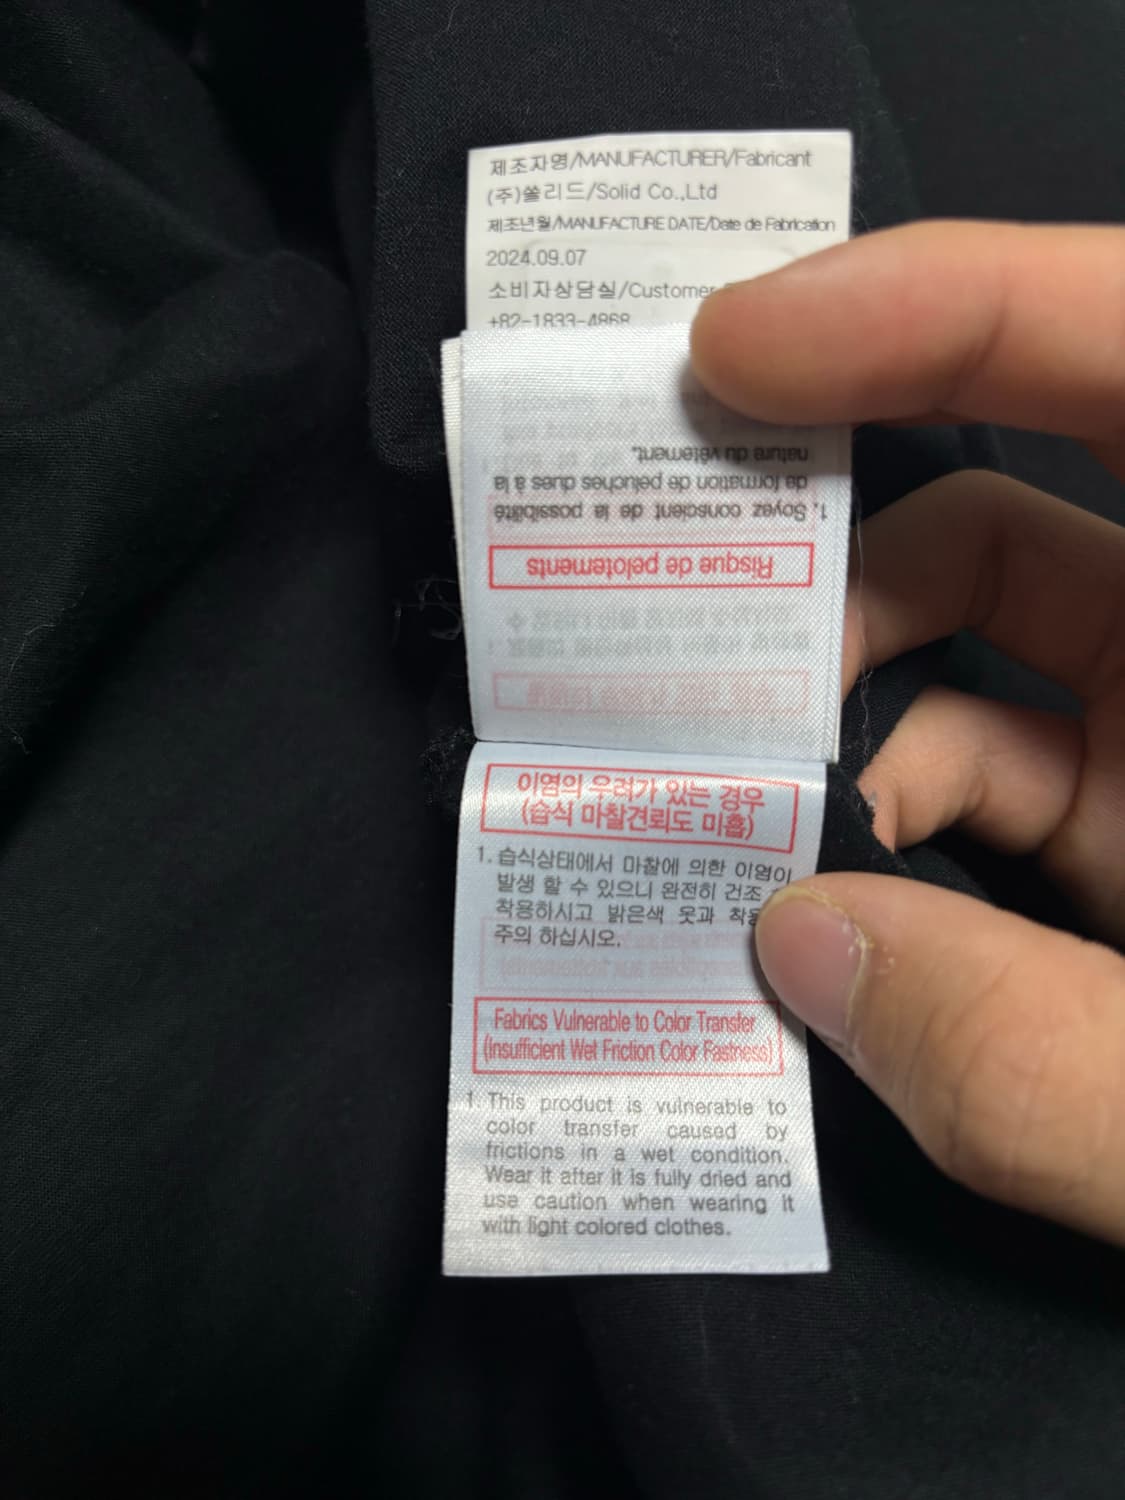 제조자명/MANUFACTURER/Fabricant
(주)쏠리드/Solid Co.,Ltd
제조년월/MANUFACTURE DATE/Date de Fabrication
2024.09.07
소비자상담실/Customer
+82-1833-4868
Risque de pelotements
1. Soyez conscient de la possibilité
de formation de peluches dues à la
nature du vêtement.
이염의 우려가 있는 경우
(습식 마찰견뢰도 미흡)
1. 습식상태에서 마찰에 의한 이염이
발생 할 수 있으니 완전히 건조
착용하시고 밝은색 옷과
주의 하십시오.
Fabrics Vulnerable to Color Transfer
(Insufficient Wet Friction Color Fastness)
1. This product is vulnerable to
color transfer caused by
frictions in a wet condition.
Wear it after it is fully dried and
use caution when wearing it
with light colored clothes.